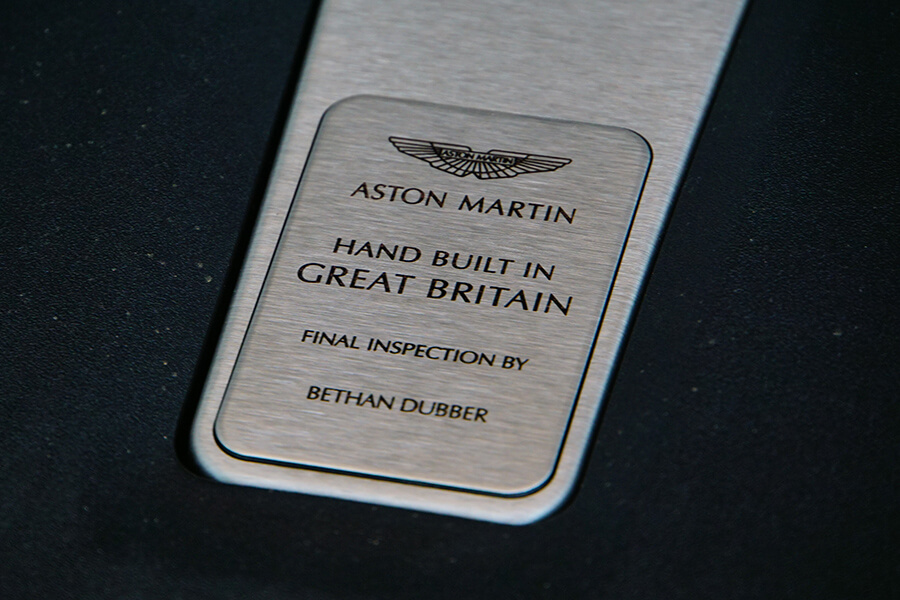 ASTON MARTIN
ASTON MARTIN
HAND BUILT IN
GREAT BRITAIN
FINAL INSPECTION BY
BETHAN DUBBER